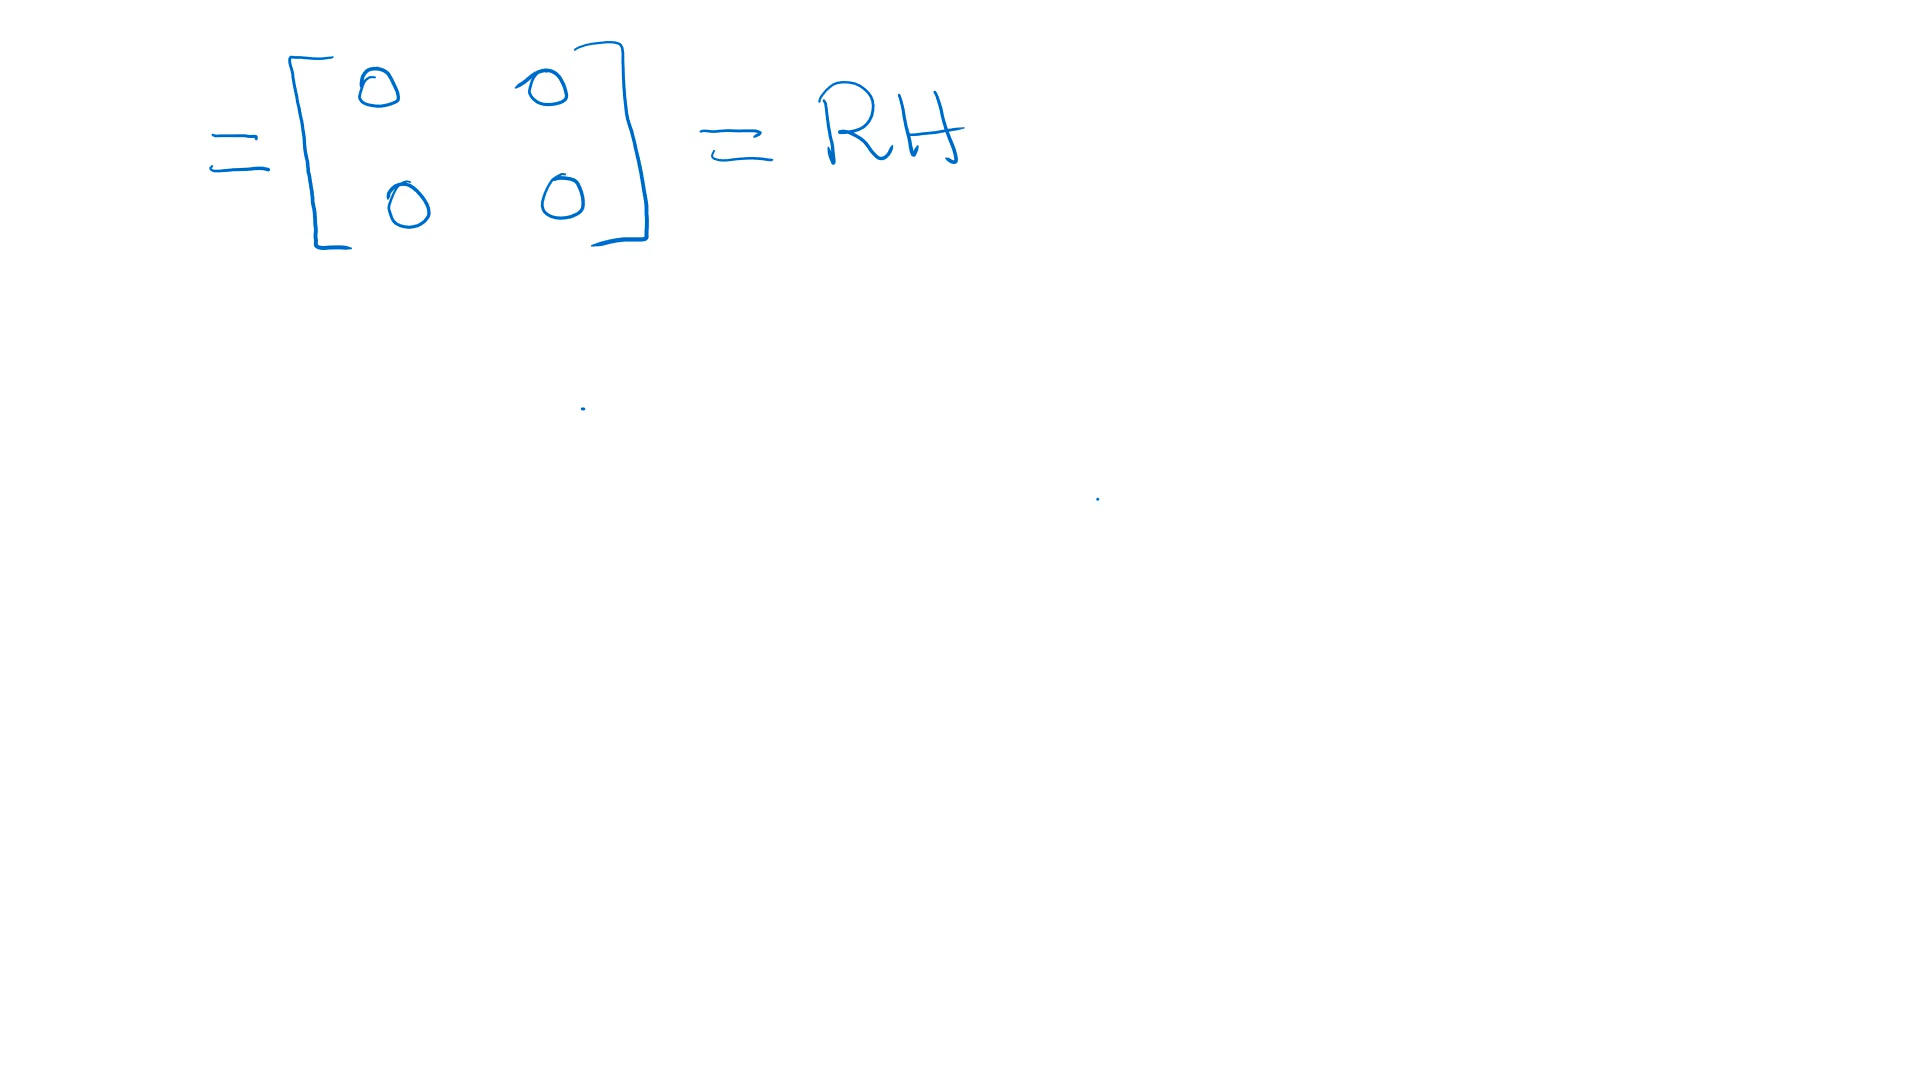 = [ 0 0
0 0 ] = RH